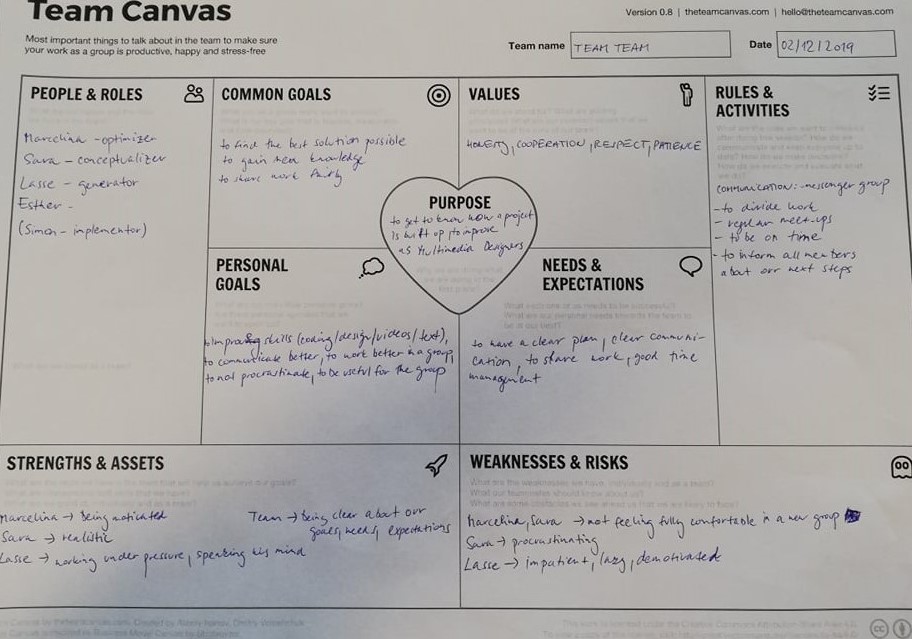 Team Canvas
Most important things to talk about in the team to make sure
your work as a group is productive, happy and stress-free
Version 0.8 | theteamcanvas.com | hello@theteamcanvas.com
Team name TEAM TEAM
Date 02/12/2019
PEOPLE & ROLES
Marcelina - optimizer
Sara - conceptualizer
Lasse - generator
Esther -
(Simon - implementor)
COMMON GOALS
to find the best solution possible
to gain new knowledge
to share work fairly
VALUES
HONESTY, COOPERATION, RESPECT, PATIENCE
RULES &
ACTIVITIES
COMMUNICATION: - messenger group
- to divide work
- regular meet-ups
- to be on time
- to inform all members
about our next steps
PURPOSE
to get to know how a project
is built up, to improve
as Multimedia Designers
PERSONAL
GOALS
to improve skills (coding/design/videos/text),
to communicate better, to work better in a group,
to not procrastinate, to be useful for the group
NEEDS &
EXPECTATIONS
to have a clear plan, clear communi-
cation, to share work, good time
management
STRENGTHS & ASSETS
Marcelina → being motivated
Sara → realistic
Lasse → working under pressure, speaking his mind
Team → being clear about our
goals, needs, expectations
WEAKNESSES & RISKS
Marcelina, Sara → not feeling fully comfortable in a new group
Sara → procrastinating
Lasse → impatient, lazy, demotivated